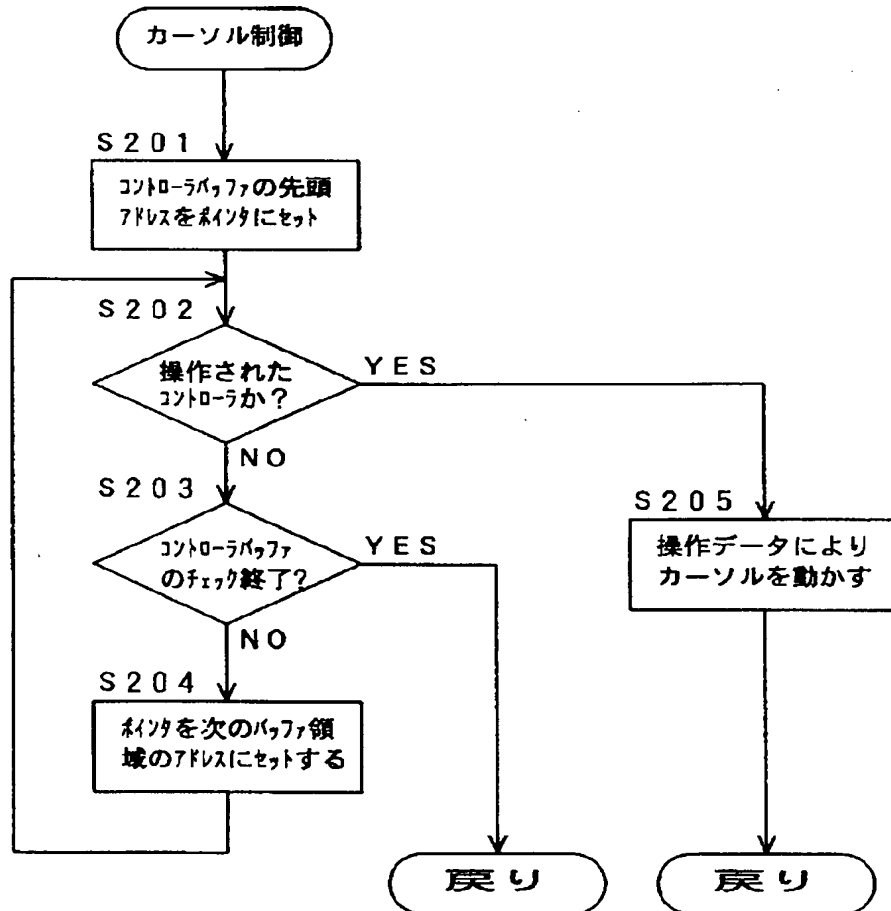 カーソル制御
S201
コントローラバッファの先頭
アドレスをポインタにセット
S202
操作された
コントローラか?
YES
NO
S203
コントローラバッファ
のチェック終了?
YES
NO
S204
ポインタを次のバッファ領
域のアドレスにセットする
S205
操作データにより
カーソルを動かす
戻り
戻り